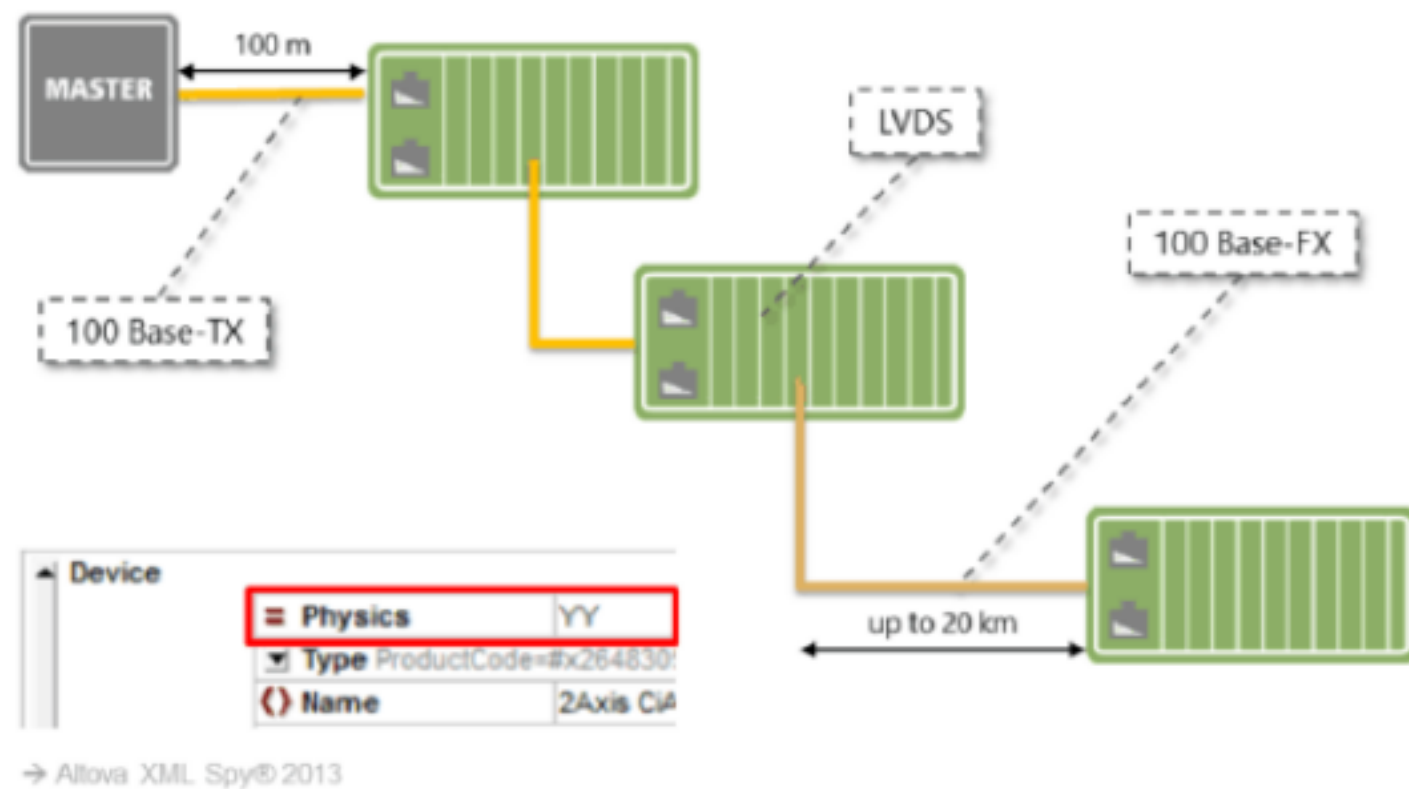 100 m
MASTER
LVDS
100 Base-FX
100 Base-TX
Device
= Physics YY
up to 20 km
Type ProductCode=#x2648309
Name 2Axis CiA
→ Altova XML Spy® 2013